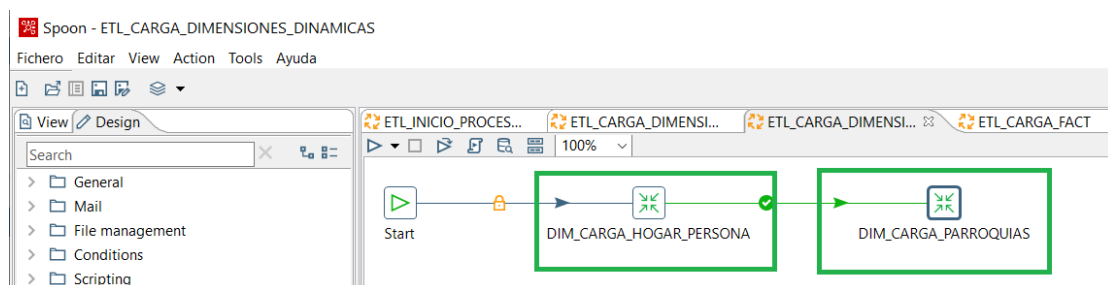 Spoon - ETL_CARGA_DIMENSIONES_DINAMICAS
Fichero Editar View Action Tools Ayuda
View Design
ETL_INICIO_PROCES... ETL_CARGA_DIMENSI... ETL_CARGA_DIMENSI... ETL_CARGA_FACT
Search
100%
General
Mail
File management
Conditions
Scripting
Start DIM_CARGA_HOGAR_PERSONA DIM_CARGA_PARROQUIAS